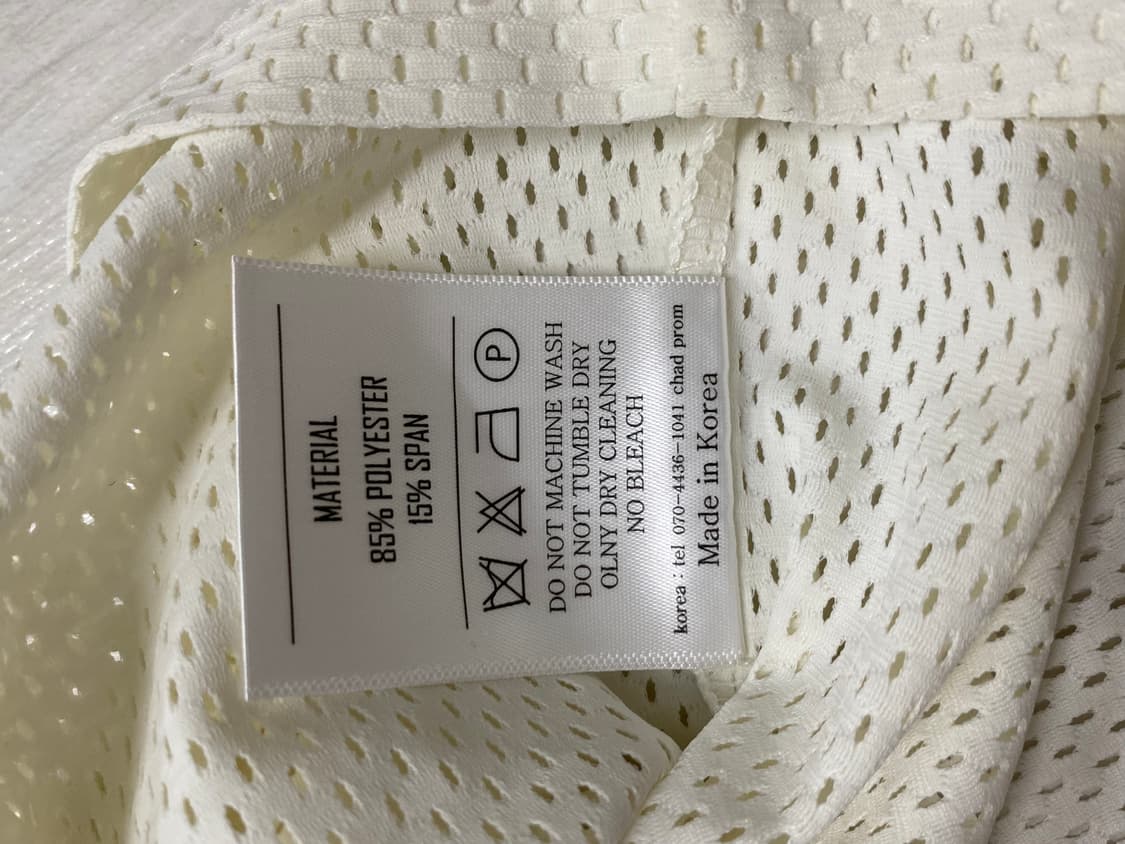 MATERIAL
85% POLYESTER
15% SPAN
P
DO NOT MACHINE WASH
DO NOT TUMBLE DRY
OLNY DRY CLEANING
NO BLEACH
korea : tel 070-4436-1041 chad prom
Made in Korea